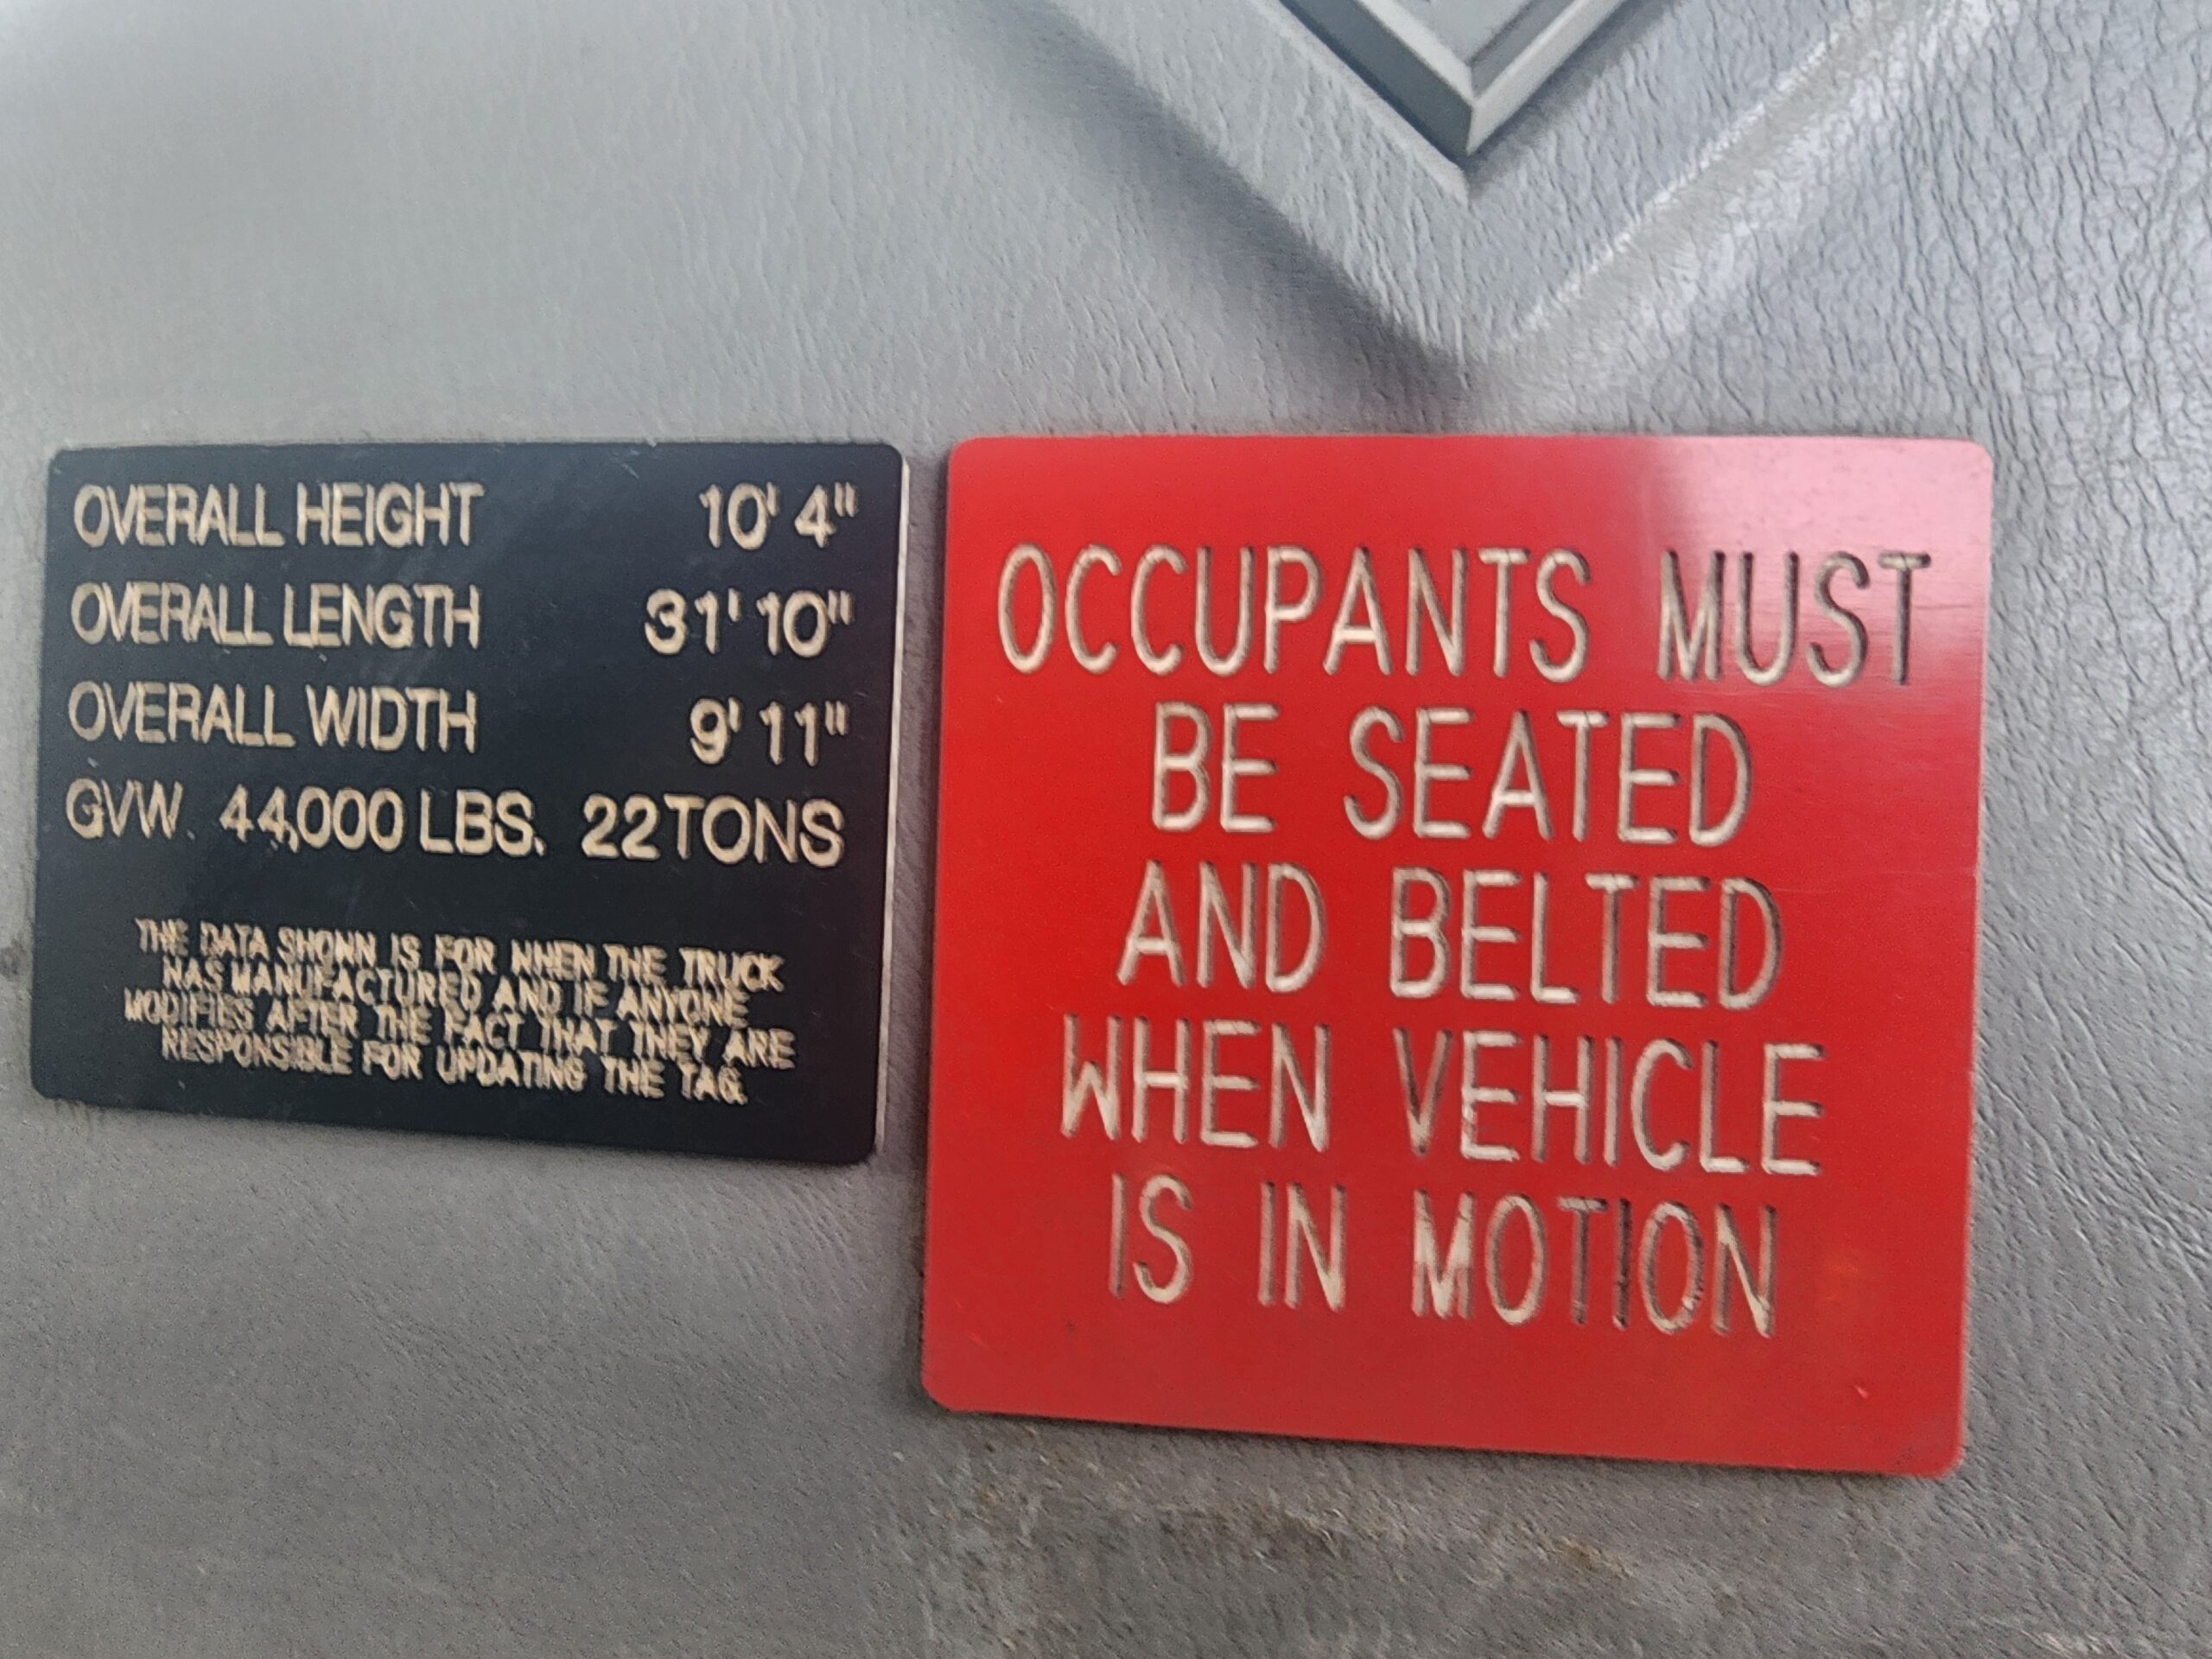 OVERALL HEIGHT 10' 4"
OVERALL LENGTH 31' 10"
OVERALL WIDTH 9' 11"
GVW. 44,000 LBS. 22 TONS
THE DATA SHOWN IS FOR WHEN THE TRUCK
WAS MANUFACTURED AND IF ANYONE
MODIFIES AFTER THE FACT THAT THEY ARE
RESPONSIBLE FOR UPDATING THE TAG.
OCCUPANTS MUST
BE SEATED
AND BELTED
WHEN VEHICLE
IS IN MOTION